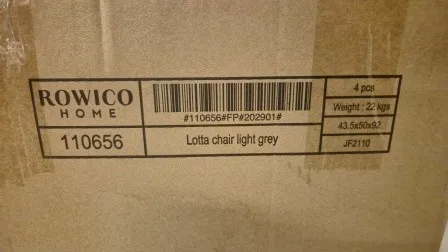 ROWICO
HOME
#110656#FP#202901#
4 pcs
Weight : 22 kgs
43.5x50x92
110656
Lotta chair light grey
JF2110